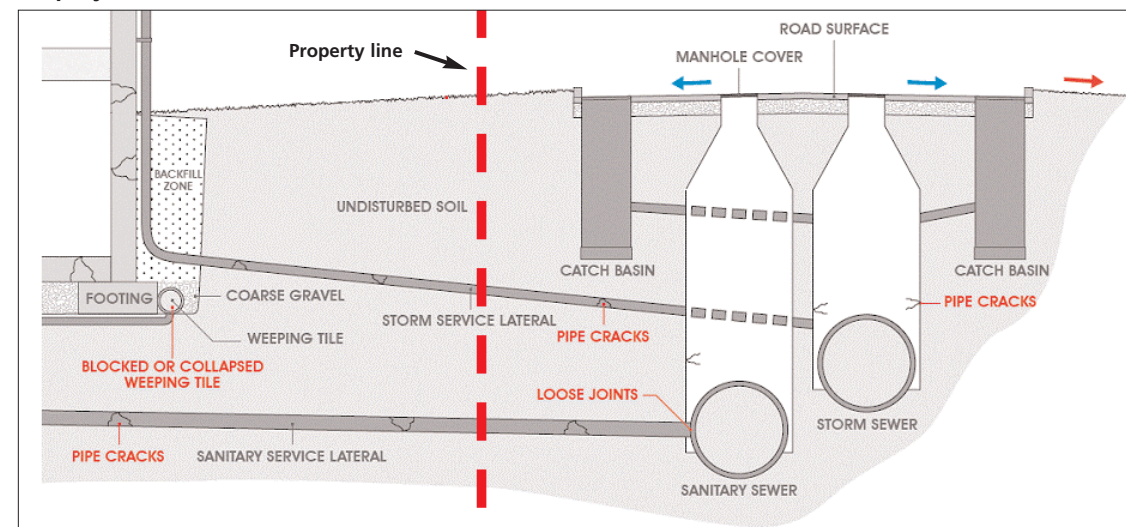 ROAD SURFACE
Property line
MANHOLE COVER
BACKFILL
ZONE
UNDISTURBED SOIL
CATCH BASIN
CATCH BASIN
FOOTING
COARSE GRAVEL
PIPE CRACKS
STORM SERVICE LATERAL
PIPE CRACKS
WEEPING TILE
BLOCKED OR COLLAPSED
WEEPING TILE
LOOSE JOINTS
STORM SEWER
PIPE CRACKS
SANITARY SERVICE LATERAL
SANITARY SEWER